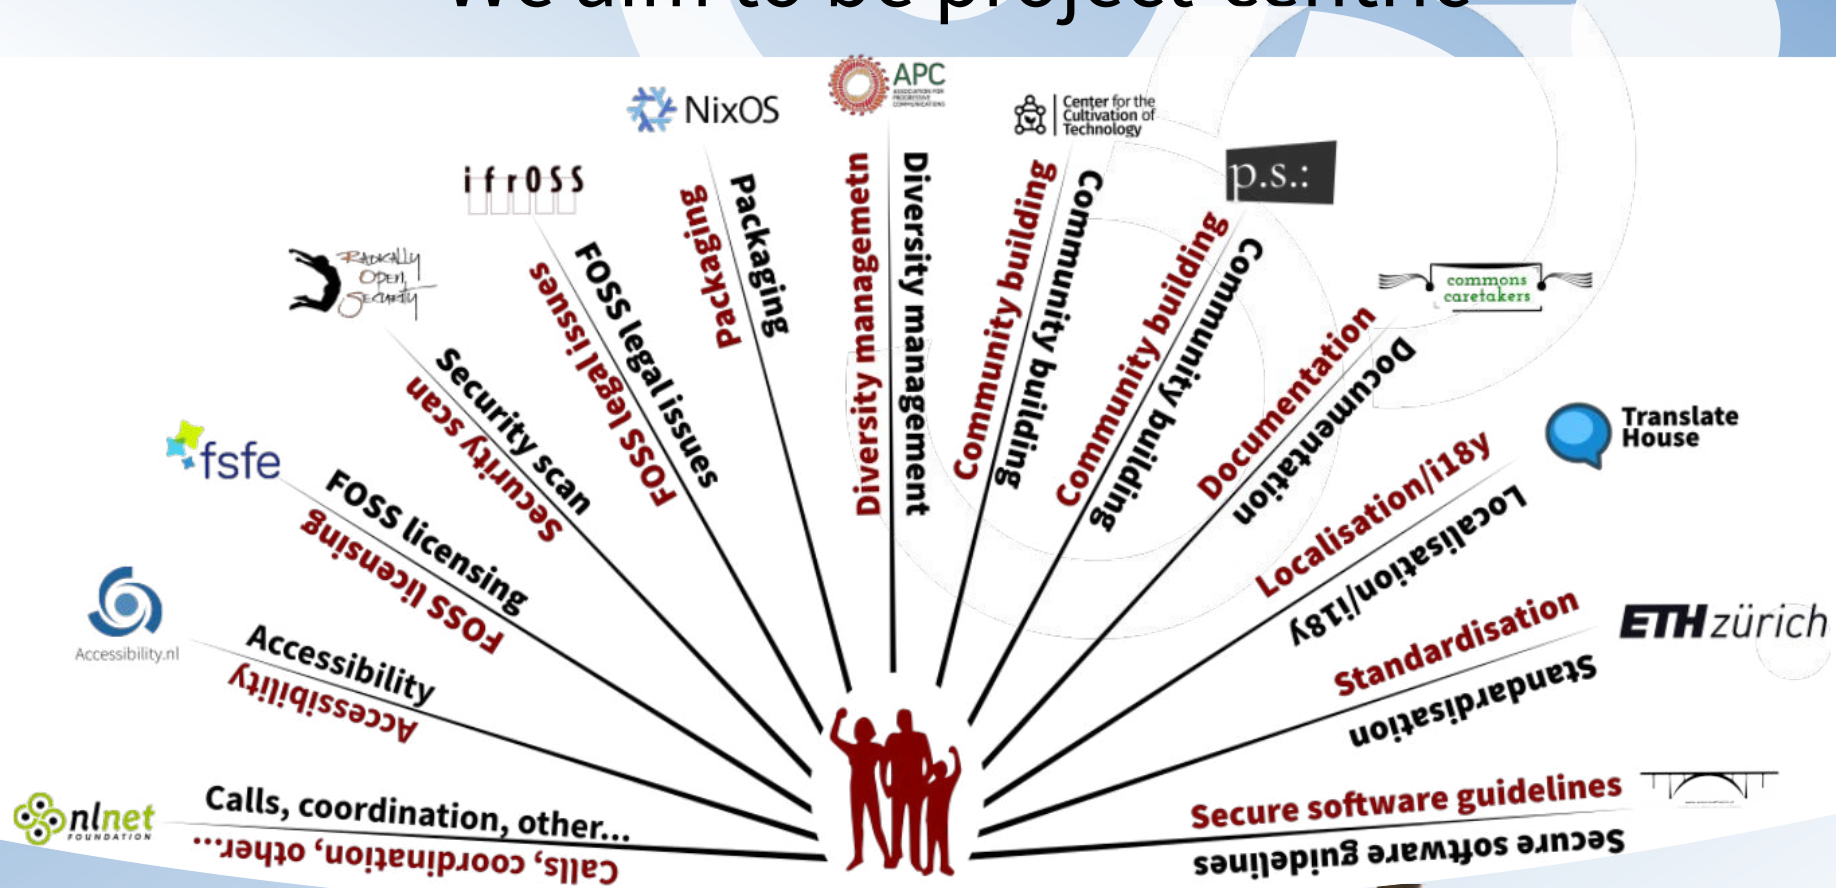 We aim to be project-centric
APC
ASSOCIATION FOR
PROGRESSIVE
COMMUNICATIONS
NixOS
Center for the
Cultivation of
Technology
p.s.:
ifrOSS
RADICALLY
OPEN
SECURITY
commons
caretakers
fsfe
Translate
House
Accessibility.nl
ETH zürich
nlnet
FOUNDATION
Calls, coordination, other...
Calls, coordination, other...
Accessibility
Accessibility
FOSS licensing
FOSS licensing
Security scan
Security scan
FOSS legal issues
FOSS legal issues
Packaging
Packaging
Diversity managemetn
Diversity management
Community building
Community building
Community building
Community building
Documentation
Documentation
Localisation/i18y
Localisation/i18y
Standardisation
Standardisation
Secure software guidelines
Secure software guidelines